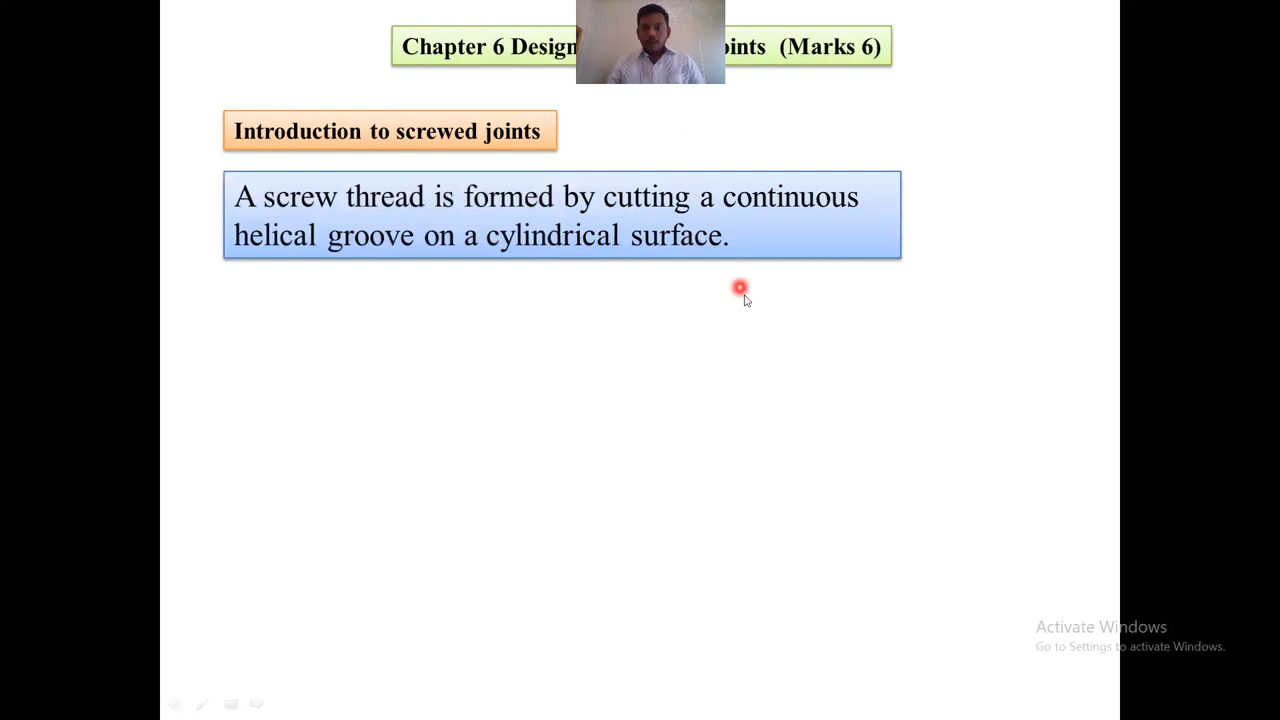 Chapter 6 Design
oints (Marks 6)
Introduction to screwed joints
A screw thread is formed by cutting a continuous
helical groove on a cylindrical surface.
Activate Windows
Go to Settings to activate Windows.